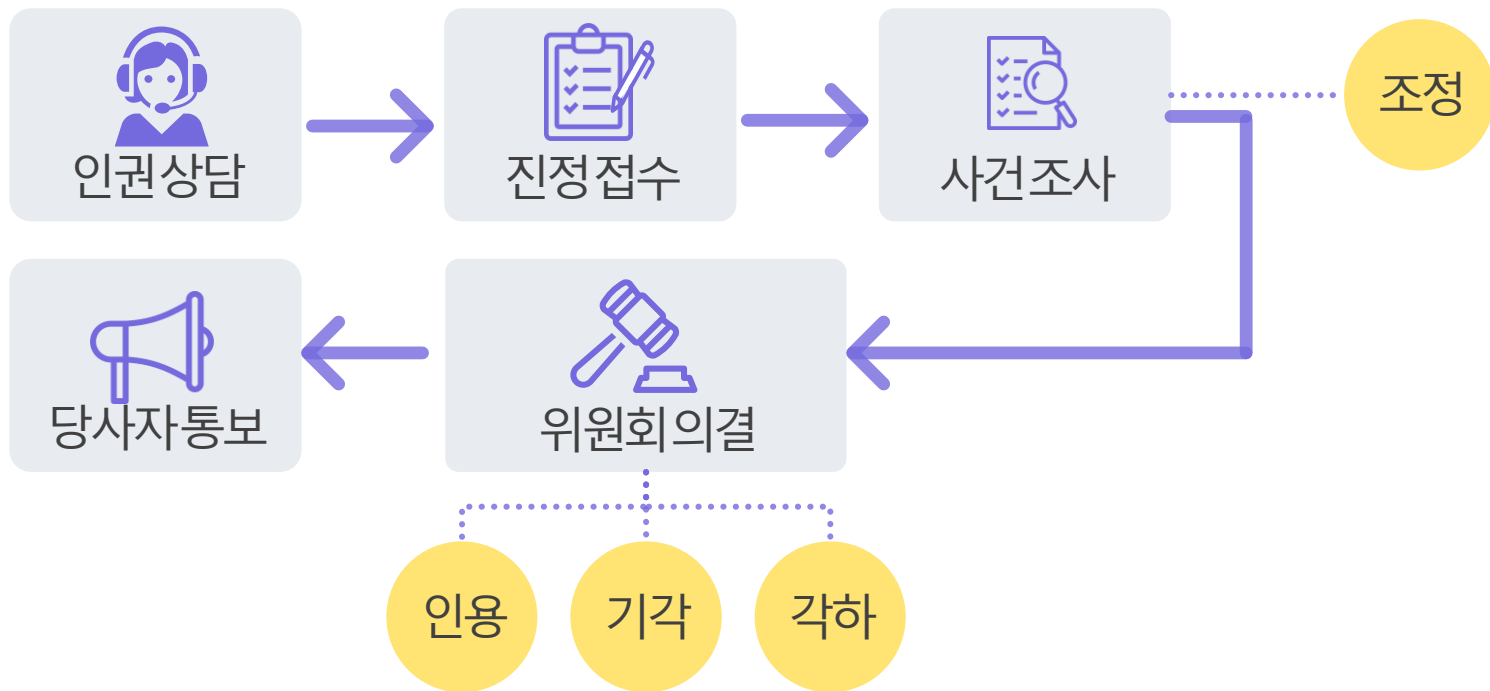 인권상담
진정접수
사건조사
조정
당사자통보
위원회의결
인용
기각
각하